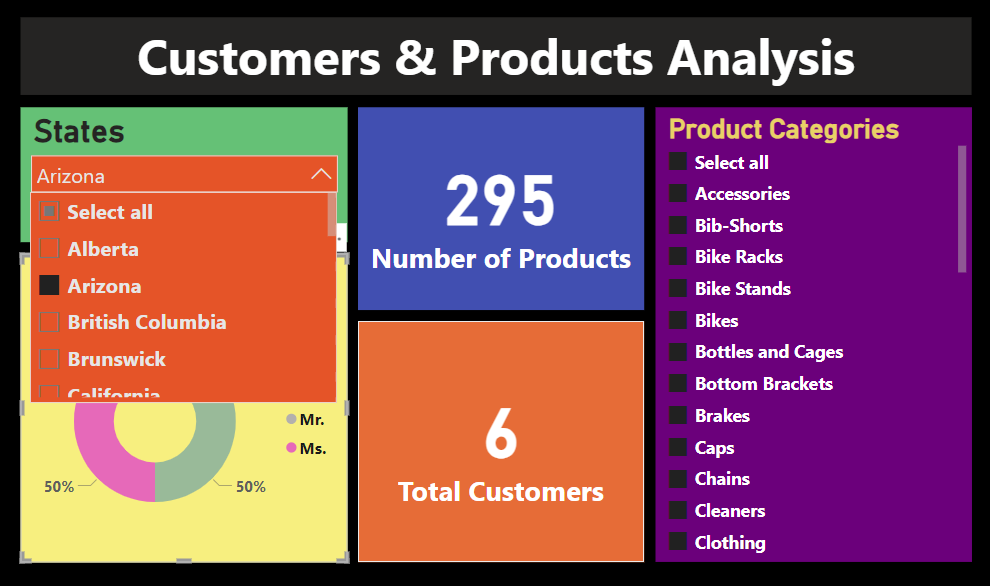 Customers & Products Analysis
States
Arizona
Select all
Alberta
Arizona
British Columbia
Brunswick
California
Mr.
Ms.
50%
50%
295
Number of Products
6
Total Customers
Product Categories
Select all
Accessories
Bib-Shorts
Bike Racks
Bike Stands
Bikes
Bottles and Cages
Bottom Brackets
Brakes
Caps
Chains
Cleaners
Clothing